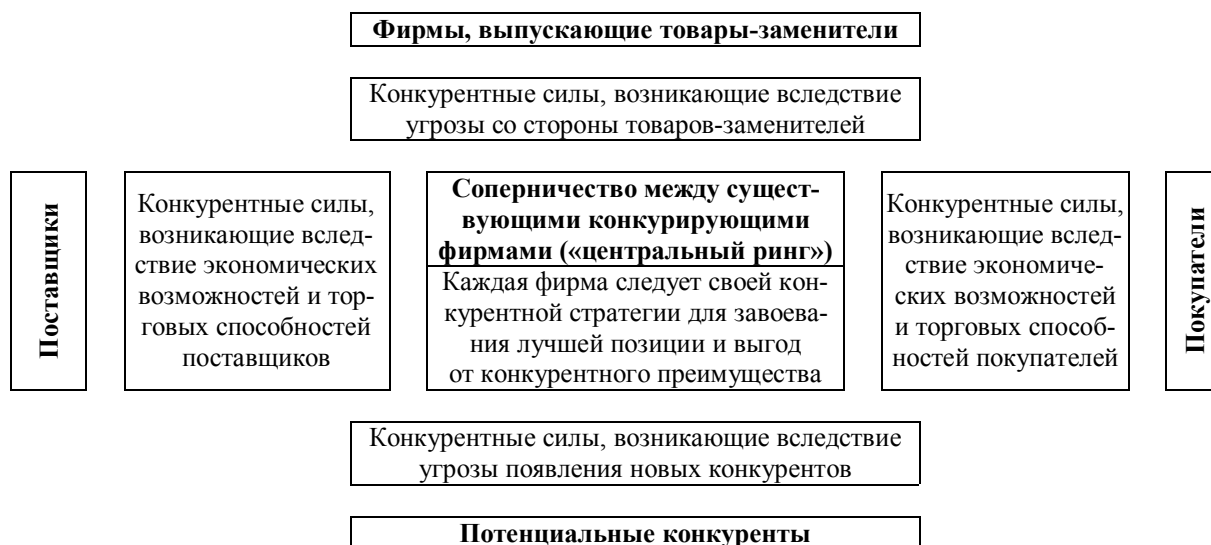 Фирмы, выпускающие товары-заменители
Конкурентные силы, возникающие вследствие
угрозы со стороны товаров-заменителей
Поставщики
Конкурентные силы,
возникающие вслед-
ствие экономических
возможностей и тор-
говых способностей
поставщиков
Соперничество между сущест-
вующими конкурирующими
фирмами («центральный ринг»)
Каждая фирма следует своей кон-
курентной стратегии для завоева-
ния лучшей позиции и выгод
от конкурентного преимущества
Конкурентные силы,
возникающие вслед-
ствие экономиче-
ских возможностей
и торговых способ-
ностей покупателей
Покупатели
Конкурентные силы, возникающие вследствие
угрозы появления новых конкурентов
Потенциальные конкуренты